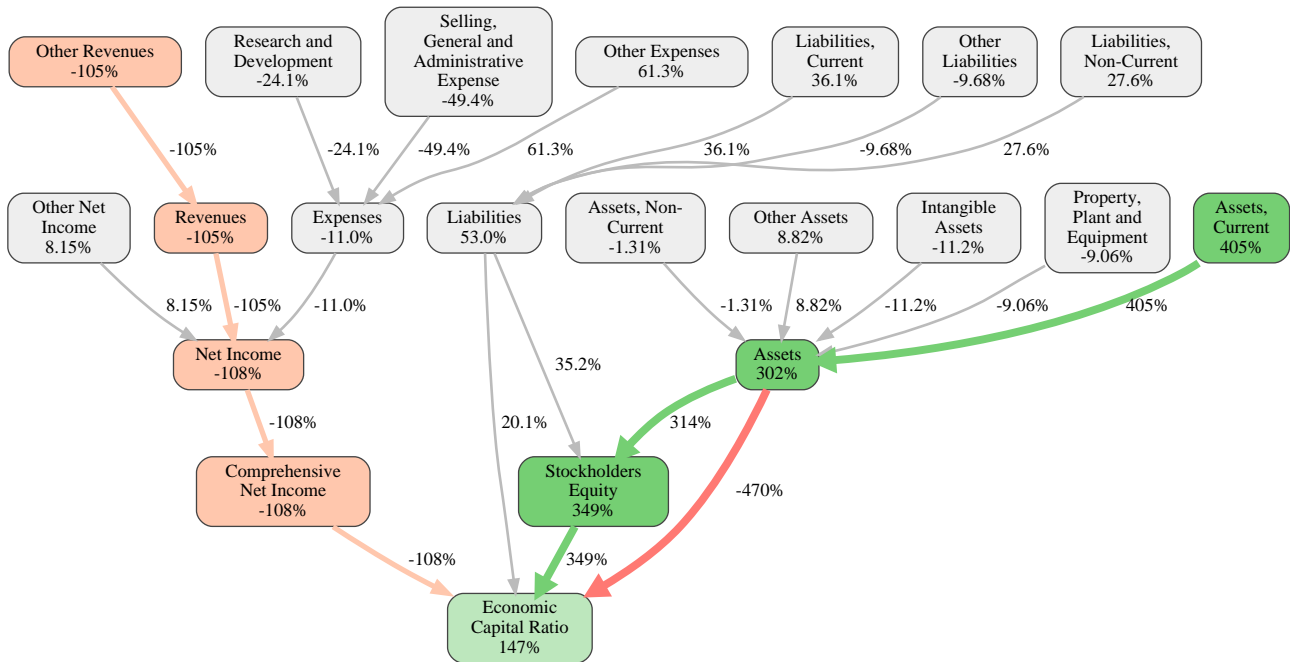 Other Revenues
-105%
Research and
Development
-24.1%
Selling,
General and
Administrative
Expense
-49.4%
Other Expenses
61.3%
Liabilities,
Current
36.1%
Other
Liabilities
-9.68%
Liabilities,
Non-Current
27.6%
-105%
-24.1%
-49.4%
61.3%
36.1%
-9.68%
27.6%
Other Net
Income
8.15%
Revenues
-105%
Expenses
-11.0%
Liabilities
53.0%
Assets, Non-
Current
-1.31%
Other Assets
8.82%
Intangible
Assets
-11.2%
Property,
Plant and
Equipment
-9.06%
Assets,
Current
405%
8.15%
-105%
-11.0%
-1.31%
8.82%
-11.2%
-9.06%
405%
Net Income
-108%
Assets
302%
35.2%
-108%
20.1%
314%
-470%
Comprehensive
Net Income
-108%
Stockholders
Equity
349%
-108%
349%
Economic
Capital Ratio
147%